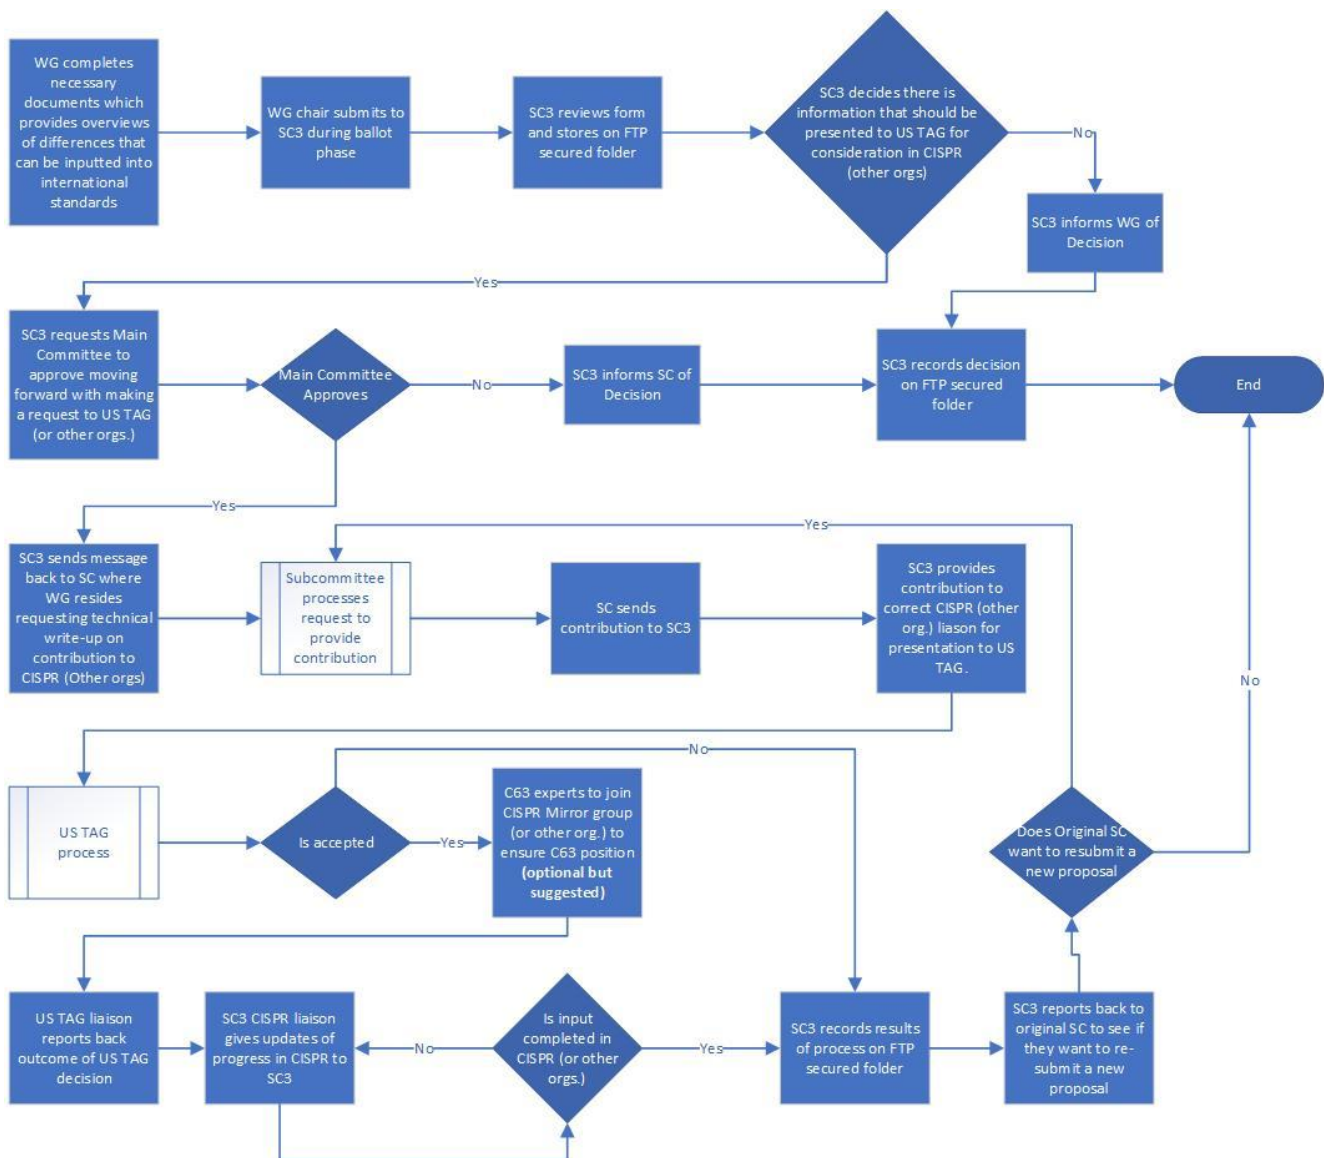 WG completes
necessary
documents which
provides overviews
of differences that
can be inputted into
international
standards
WG chair submits to
SC3 during ballot
phase
SC3 reviews form
and stores on FTP
secured folder
SC3 decides there is
information that should be
presented to US TAG for
consideration in CISPR
(other orgs)
No
SC3 informs WG of
Decision
Yes
SC3 requests Main
Committee to
approve moving
forward with making
a request to US TAG
(or other orgs.)
Main Committee
Approves
No
SC3 informs SC of
Decision
SC3 records decision
on FTP secured
folder
End
Yes
SC3 sends message
back to SC where
WG resides
requesting technical
write-up on
contribution to
CISPR (Other orgs)
Subcommittee
processes
request to
provide
contribution
SC sends
contribution to SC3
Yes
SC3 provides
contribution to
correct CISPR (other
org.) liason for
presentation to US
TAG.
No
US TAG
process
Is accepted
No
Yes
C63 experts to join
CISPR Mirror group
(or other org.) to
ensure C63 position
(optional but
suggested)
Does Original SC
want to resubmit a
new proposal
US TAG liaison
reports back
outcome of US TAG
decision
SC3 CISPR liaison
gives updates of
progress in CISPR to
SC3
No
Is input
completed in
CISPR (or other
orgs.)
Yes
SC3 records results
of process on FTP
secured folder
SC3 reports back to
original SC to see if
they want to re-
submit a new
proposal